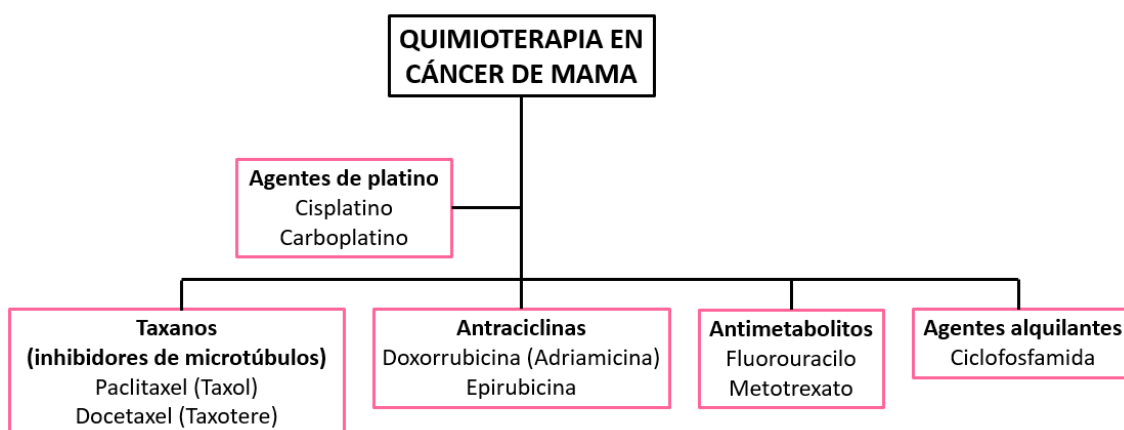 QUIMIOTERAPIA EN
CÁNCER DE MAMA
Agentes de platino
Cisplatino
Carboplatino
Taxanos
(inhibidores de microtúbulos)
Paclitaxel (Taxol)
Docetaxel (Taxotere)
Antraciclinas
Doxorrubicina (Adriamicina)
Epirubicina
Antimetabolitos
Fluorouracilo
Metotrexato
Agentes alquilantes
Ciclofosfamida